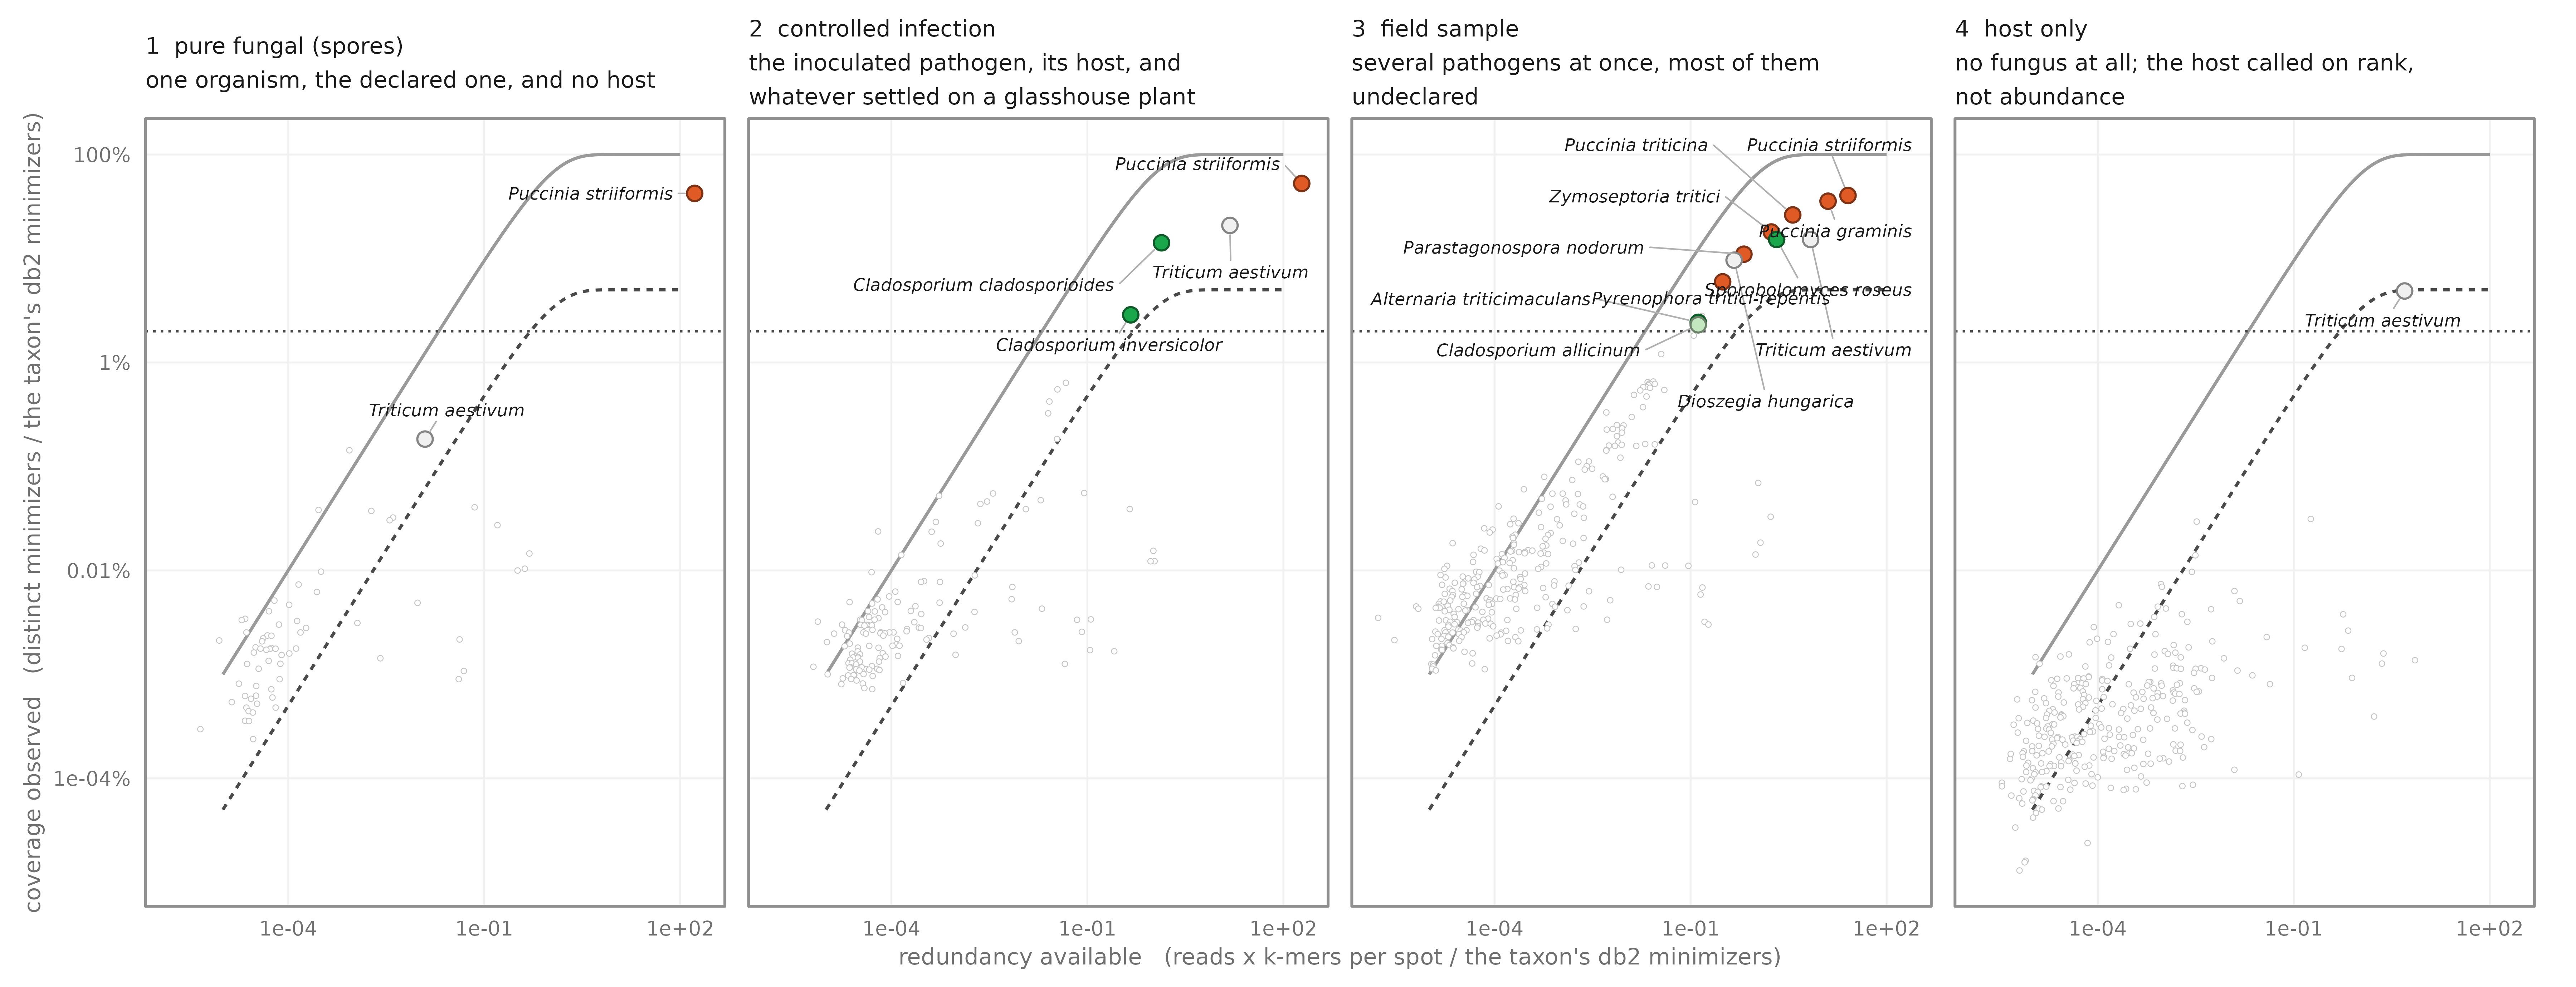 1  pure fungal (spores)
one organism, the declared one, and no host
2  controlled infection
the inoculated pathogen, its host, and
whatever settled on a glasshouse plant
3  field sample
several pathogens at once, most of them
undeclared
4  host only
no fungus at all; the host called on rank,
not abundance
coverage observed   (distinct minimizers / the taxon's db2 minimizers)
100%
1%
0.01%
1e-04%
Puccinia striiformis
Triticum aestivum
1e-04
1e-01
1e+02
Puccinia striiformis
Cladosporium cladosporioides
Triticum aestivum
Cladosporium inversicolor
1e-04
1e-01
1e+02
Puccinia triticina
Puccinia striiformis
Zymoseptoria tritici
Puccinia graminis
Parastagonospora nodorum
Sporobolomyces roseus
Alternaria triticimaculans
Pyrenophora tritici-repentis
Cladosporium allicinum
Triticum aestivum
Dioszegia hungarica
1e-04
1e-01
1e+02
Triticum aestivum
1e-04
1e-01
1e+02
redundancy available   (reads x k-mers per spot / the taxon's db2 minimizers)